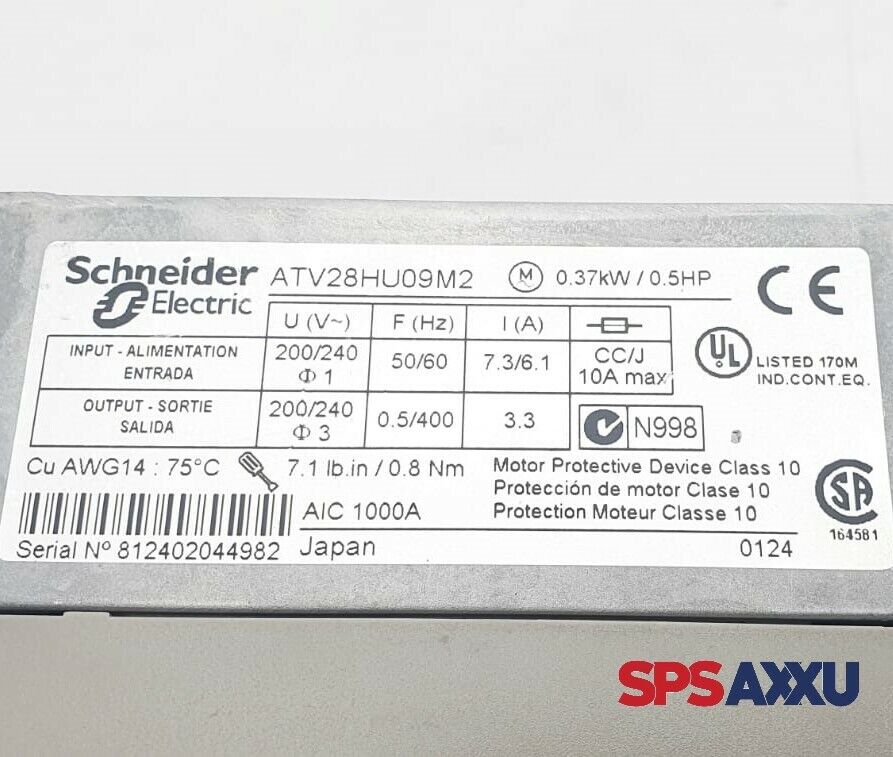 Schneider Electric
ATV28HU09M2 M 0.37kW / 0.5HP CE
U (V~) F (Hz) I (A)
INPUT - ALIMENTATION ENTRADA 200/240 Φ 1 50/60 7.3/6.1 CC/J 10A max
OUTPUT - SORTIE SALIDA 200/240 Φ 3 0.5/400 3.3 N998
UL LISTED 170M
IND.CONT.EQ.
Cu AWG14 : 75°C 7.1 lb.in / 0.8 Nm
Motor Protective Device Class 10
Protección de motor Clase 10
Protection Moteur Classe 10
AIC 1000A
SA
164581
Serial Nº 812402044982 Japan 0124
SPSAXXU